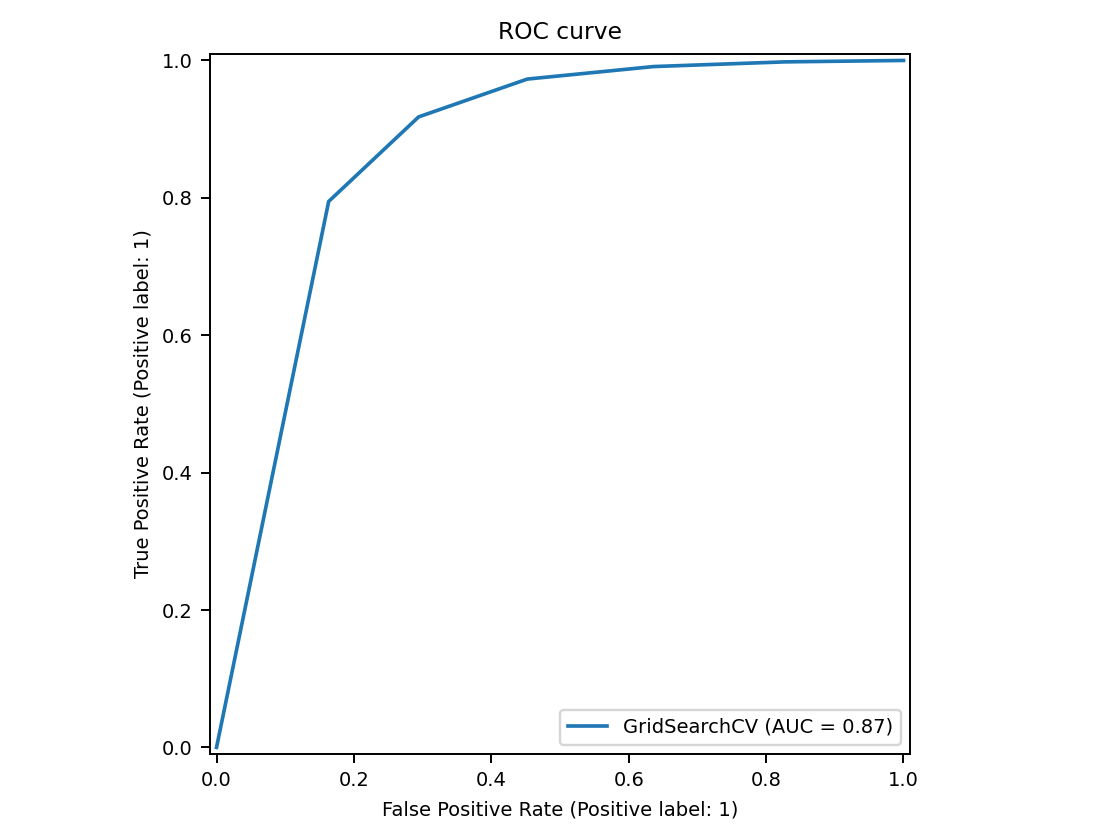 ROC curve
1.0
0.8
0.6
0.4
0.2
0.0
True Positive Rate (Positive label: 1)
GridSearchCV (AUC = 0.87)
0.0 0.2 0.4 0.6 0.8 1.0
False Positive Rate (Positive label: 1)